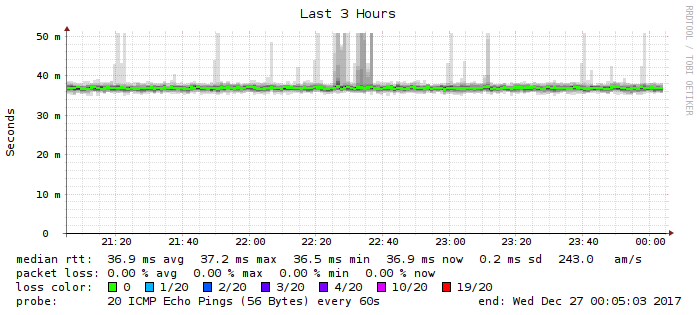 Last 3 Hours
RRDTOOL / TOBI OETIKER
Seconds
50 m
40 m
30 m
20 m
10 m
0
21:20 21:40 22:00 22:20 22:40 23:00 23:20 23:40 00:00
median rtt: 36.9 ms avg 37.2 ms max 36.5 ms min 36.9 ms now 0.2 ms sd 243.0 am/s
packet loss: 0.00 % avg 0.00 % max 0.00 % min 0.00 % now
loss color: 0 1/20 2/20 3/20 4/20 10/20 19/20
probe: 20 ICMP Echo Pings (56 Bytes) every 60s end: Wed Dec 27 00:05:03 2017